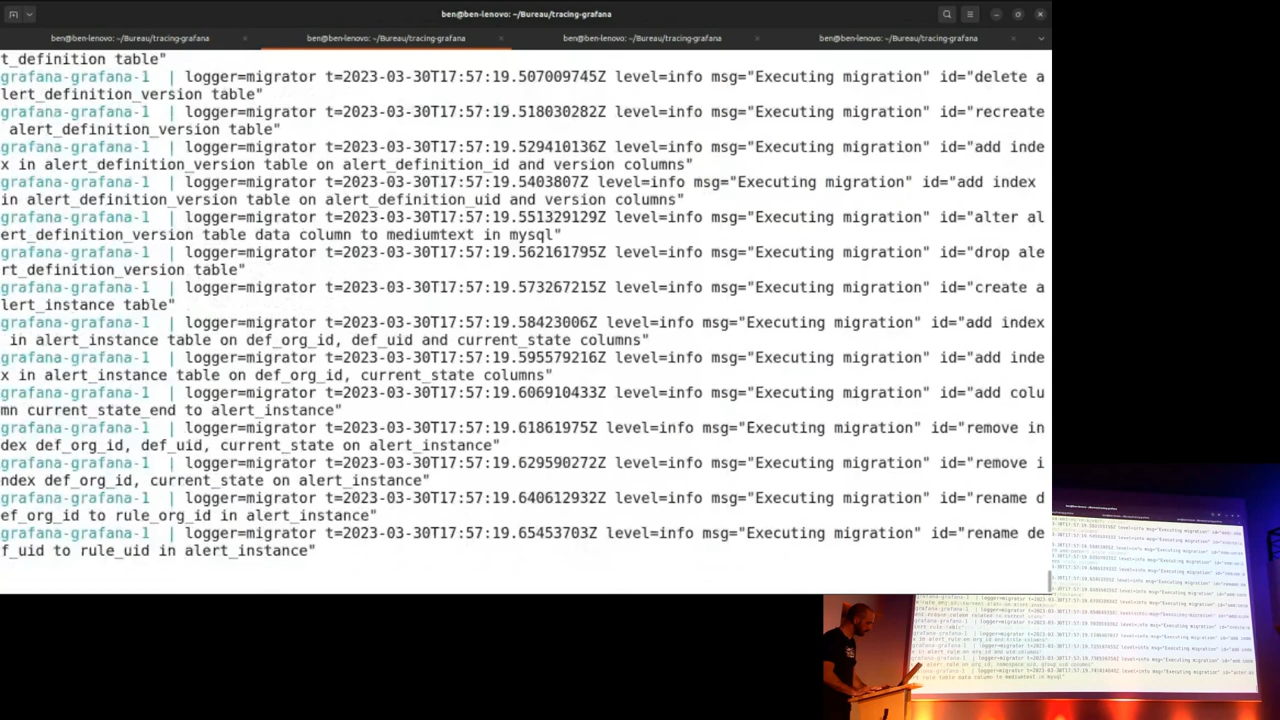 ben@ben-lenovo: ~/Bureau/tracing-grafana
ben@ben-lenovo: ~/Bureau/tracing-grafana × ben@ben-lenovo: ~/Bureau/tracing-grafana × ben@ben-lenovo: ~/Bureau/tracing-grafana × ben@ben-lenovo: ~/Bureau/tracing-grafana ×
t_definition table"
grafana-grafana-1 | logger=migrator t=2023-03-30T17:57:19.507009745Z level=info msg="Executing migration" id="delete a
lert_definition_version table"
grafana-grafana-1 | logger=migrator t=2023-03-30T17:57:19.518030282Z level=info msg="Executing migration" id="recreate
alert_definition_version table"
grafana-grafana-1 | logger=migrator t=2023-03-30T17:57:19.529410136Z level=info msg="Executing migration" id="add inde
x in alert_definition_version table on alert_definition_id and version columns"
grafana-grafana-1 | logger=migrator t=2023-03-30T17:57:19.5403807Z level=info msg="Executing migration" id="add index
in alert_definition_version table on alert_definition_uid and version columns"
grafana-grafana-1 | logger=migrator t=2023-03-30T17:57:19.551329129Z level=info msg="Executing migration" id="alter al
ert_definition_version table data column to mediumtext in mysql"
grafana-grafana-1 | logger=migrator t=2023-03-30T17:57:19.562161795Z level=info msg="Executing migration" id="drop ale
rt_definition_version table"
grafana-grafana-1 | logger=migrator t=2023-03-30T17:57:19.573267215Z level=info msg="Executing migration" id="create a
lert_instance table"
grafana-grafana-1 | logger=migrator t=2023-03-30T17:57:19.58423006Z level=info msg="Executing migration" id="add index
in alert_instance table on def_org_id, def_uid and current_state columns"
grafana-grafana-1 | logger=migrator t=2023-03-30T17:57:19.595579216Z level=info msg="Executing migration" id="add inde
x in alert_instance table on def_org_id, current_state columns"
grafana-grafana-1 | logger=migrator t=2023-03-30T17:57:19.606910433Z level=info msg="Executing migration" id="add colu
mn current_state_end to alert_instance"
grafana-grafana-1 | logger=migrator t=2023-03-30T17:57:19.61861975Z level=info msg="Executing migration" id="remove in
dex def_org_id, def_uid, current_state on alert_instance"
grafana-grafana-1 | logger=migrator t=2023-03-30T17:57:19.629590272Z level=info msg="Executing migration" id="remove i
ndex def_org_id, current_state on alert_instance"
grafana-grafana-1 | logger=migrator t=2023-03-30T17:57:19.640612932Z level=info msg="Executing migration" id="rename d
ef_org_id to rule_org_id in alert_instance"
grafana-grafana-1 | logger=migrator t=2023-03-30T17:57:19.65453703Z level=info msg="Executing migration" id="rename de
f_uid to rule_uid in alert_instance"